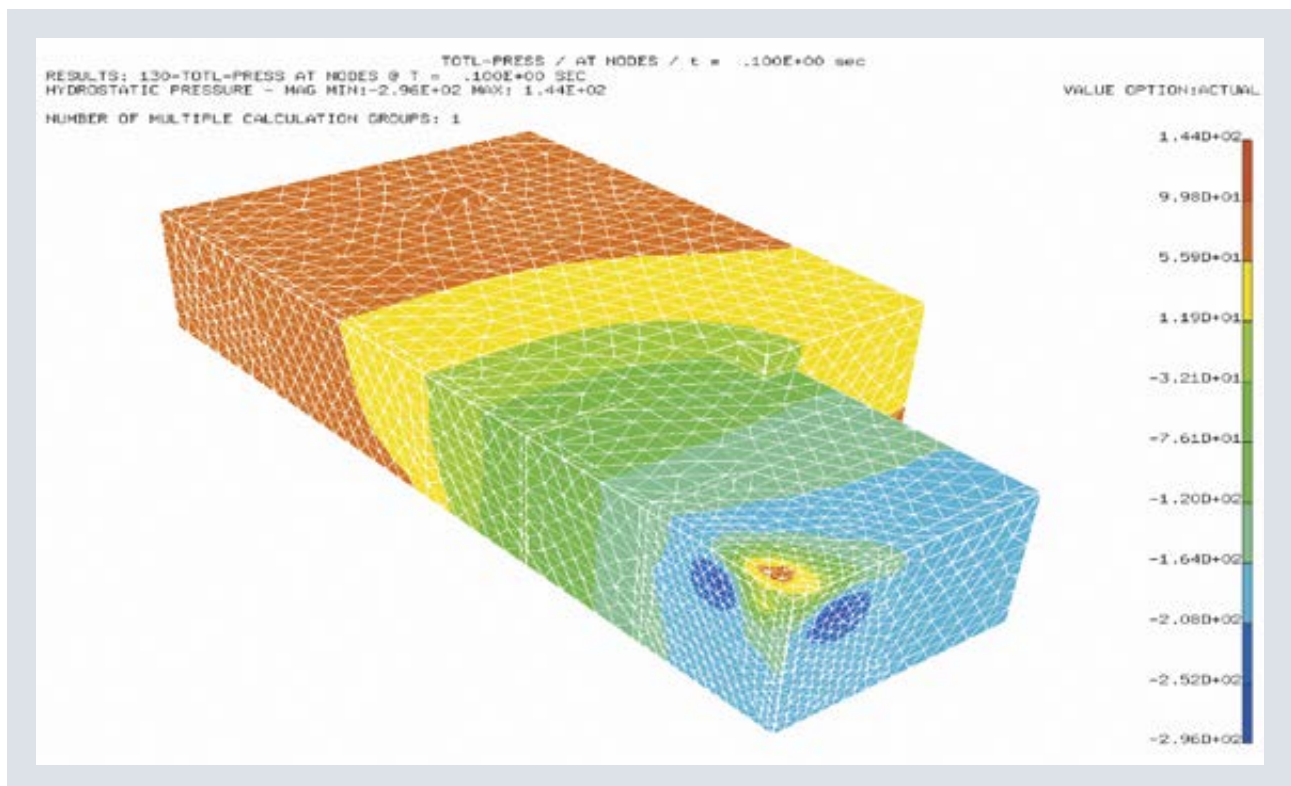 TOTL-PRESS / AT NODES / t = .100E+00 sec
RESULTS: 130-TOTL-PRESS AT NODES @ T = .100E+00 SEC
HYDROSTATIC PRESSURE - MAG MIN:-2.96E+02 MAX: 1.44E+02
VALUE OPTION:ACTUAL
NUMBER OF MULTIPLE CALCULATION GROUPS: 1
1.44D+02
9.98D+01
5.59D+01
1.19D+01
-3.21D+01
-7.61D+01
-1.20D+02
-1.64D+02
-2.08D+02
-2.52D+02
-2.96D+02